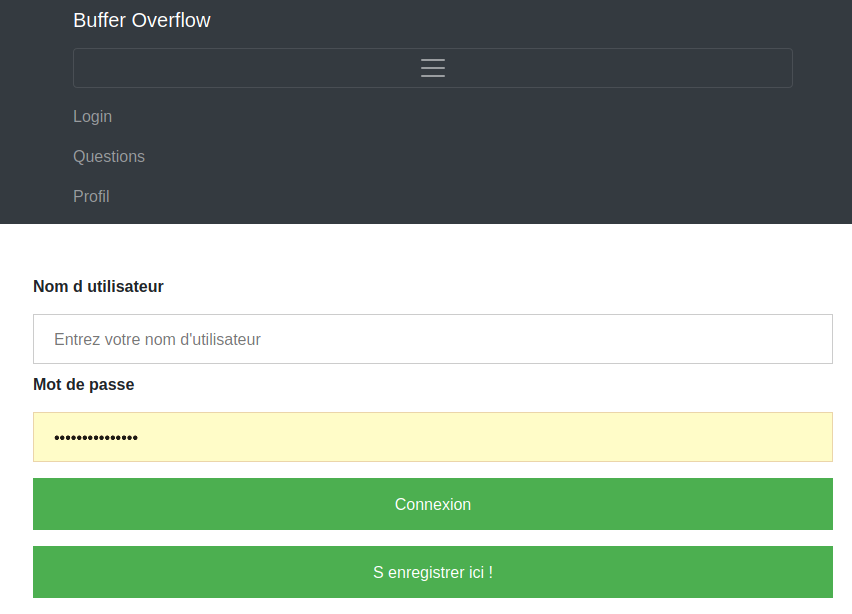 Buffer Overflow
Login
Questions
Profil
Nom d utilisateur
Entrez votre nom d'utilisateur
Mot de passe
•••••••••••••••
Connexion
S enregistrer ici !